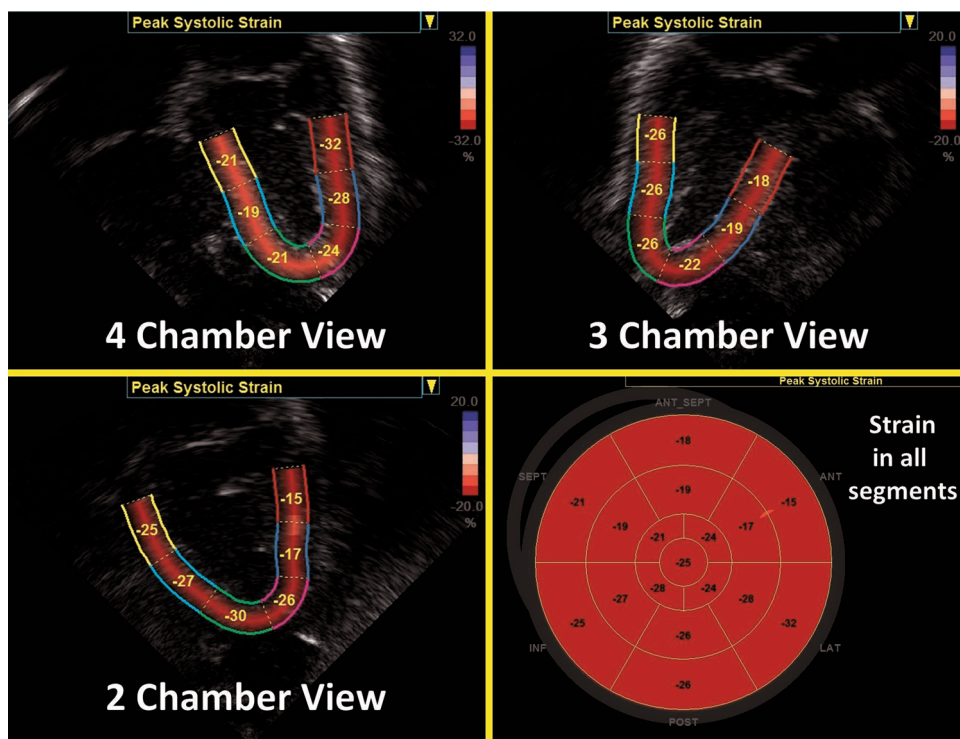 Peak Systolic Strain
32.0
-32.0
%
-21
-19
-21
-24
-28
-32
4 Chamber View
Peak Systolic Strain
20.0
-20.0
%
-26
-26
-26
-22
-19
-18
3 Chamber View
Peak Systolic Strain
20.0
-20.0
%
-25
-27
-30
-26
-17
-15
2 Chamber View
Peak Systolic Strain
ANT_SEPT
Strain
in all
segments
SEPT
ANT
LAT
POST
INF
-18
-21
-15
-19
-19
-17
-21
-24
-25
-28
-24
-27
-28
-25
-32
-26
-26